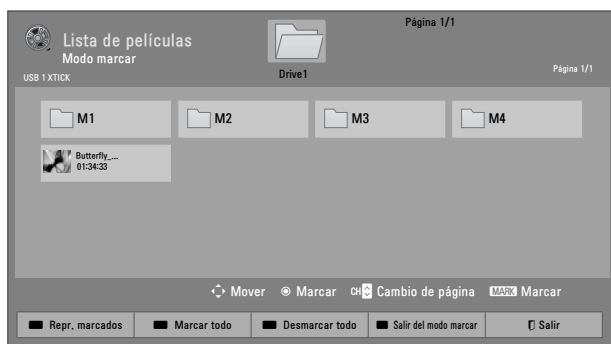 Página 1/1
Lista de películas
Modo marcar
USB 1 XTICK
Drive1
Página 1/1
M1
M2
M3
M4
Butterfly_...
01:34:33
Mover
Marcar
CH Cambio de página
MARK Marcar
Repr. marcados
Marcar todo
Desmarcar todo
Salir del modo marcar
Salir